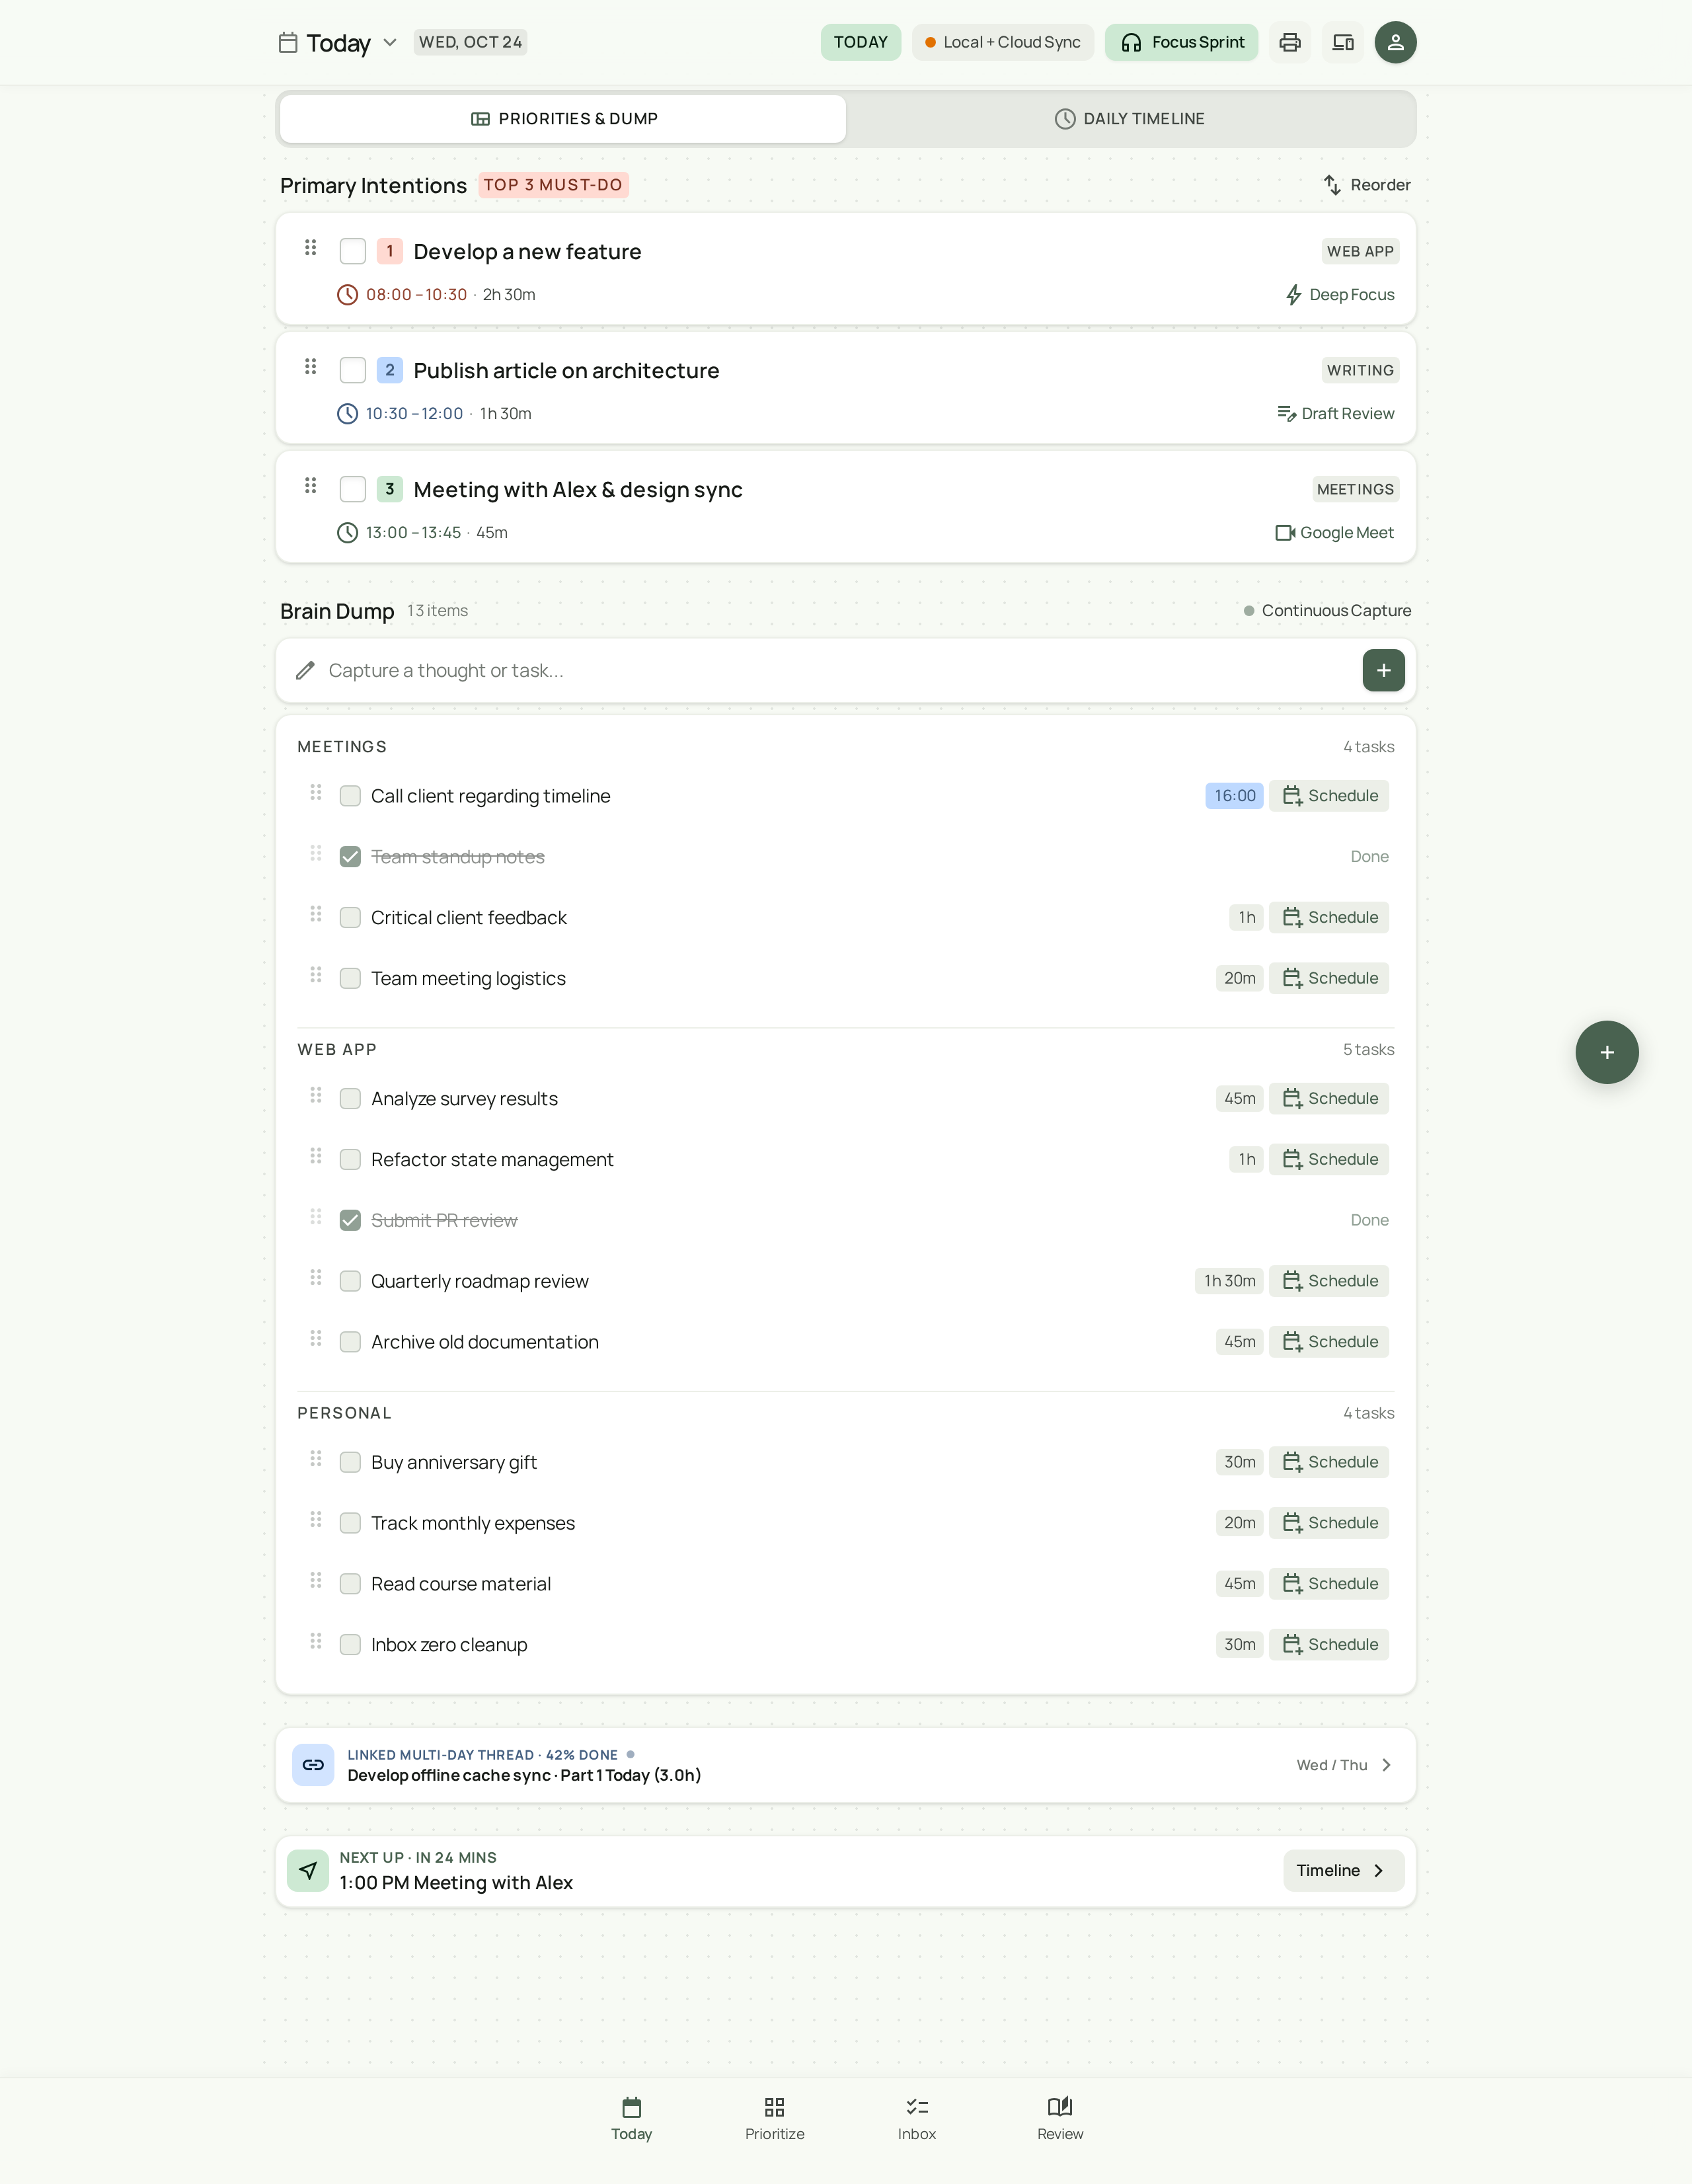 Today WED, OCT 24 TODAY Local + Cloud Sync Focus Sprint
PRIORITIES & DUMP DAILY TIMELINE
Primary Intentions TOP 3 MUST-DO Reorder
1 Develop a new feature WEB APP
08:00 – 10:30 · 2h 30m Deep Focus
2 Publish article on architecture WRITING
10:30 – 12:00 · 1h 30m Draft Review
3 Meeting with Alex & design sync MEETINGS
13:00 – 13:45 · 45m Google Meet
Brain Dump 13 items Continuous Capture
Capture a thought or task...
MEETINGS 4 tasks
Call client regarding timeline 16:00 Schedule
Team standup notes Done
Critical client feedback 1h Schedule
Team meeting logistics 20m Schedule
WEB APP 5 tasks
Analyze survey results 45m Schedule
Refactor state management 1h Schedule
Submit PR review Done
Quarterly roadmap review 1h 30m Schedule
Archive old documentation 45m Schedule
PERSONAL 4 tasks
Buy anniversary gift 30m Schedule
Track monthly expenses 20m Schedule
Read course material 45m Schedule
Inbox zero cleanup 30m Schedule
LINKED MULTI-DAY THREAD · 42% DONE
Develop offline cache sync · Part 1 Today (3.0h) Wed / Thu
NEXT UP · IN 24 MINS
1:00 PM Meeting with Alex Timeline
Today Prioritize Inbox Review